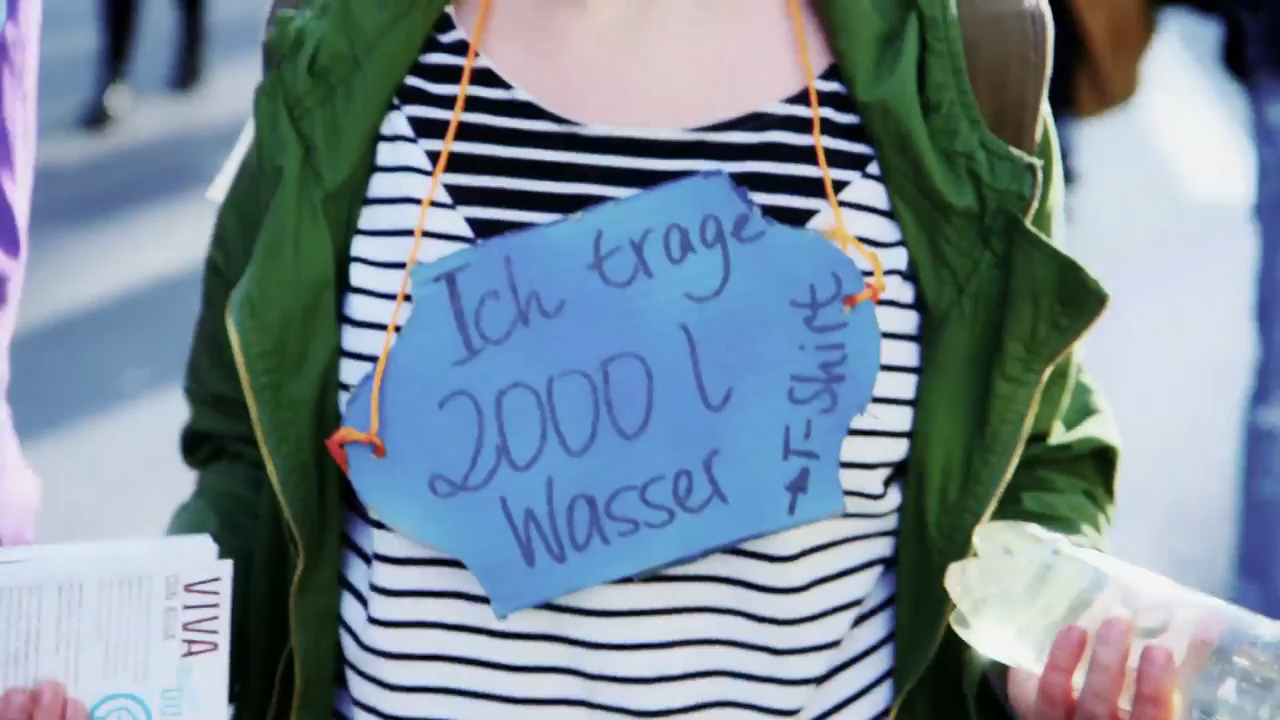 Ich trage
2000 l
Wasser
→ T-Shirt
VIVA